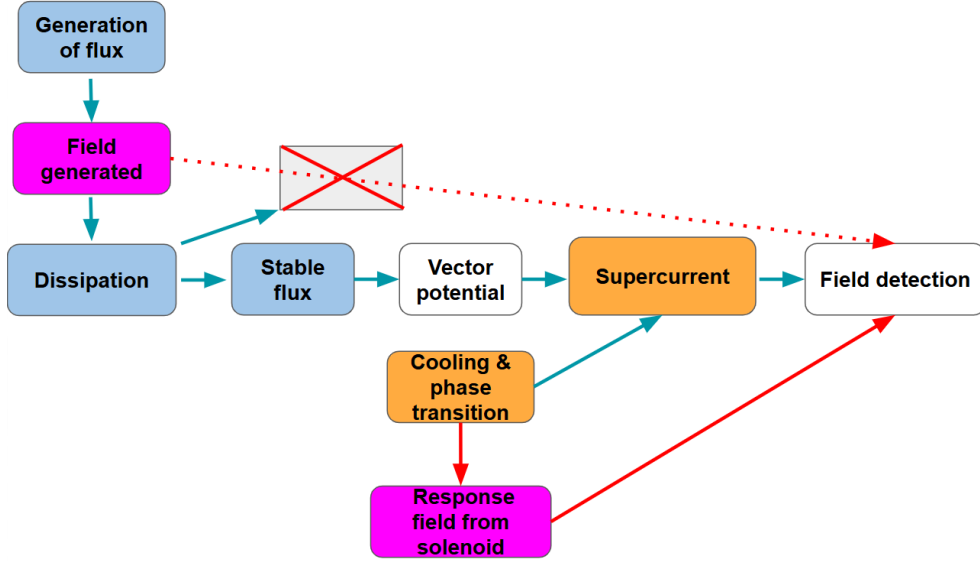 Generation
of flux
Field
generated
Dissipation
Stable
flux
Vector
potential
Supercurrent
Field detection
Cooling &
phase
transition
Response
field from
solenoid